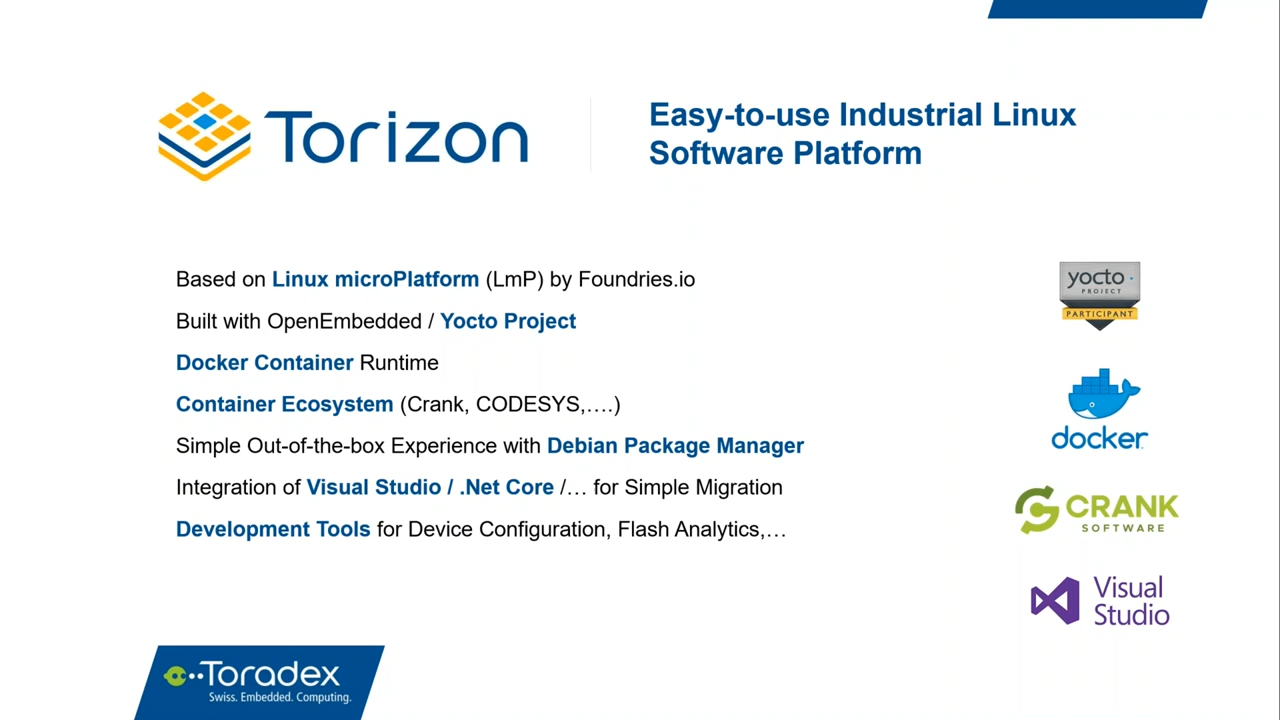 Torizon
Easy-to-use Industrial Linux
Software Platform
Based on Linux microPlatform (LmP) by Foundries.io
Built with OpenEmbedded / Yocto Project
Docker Container Runtime
Container Ecosystem (Crank, CODESYS,….)
Simple Out-of-the-box Experience with Debian Package Manager
Integration of Visual Studio / .Net Core /… for Simple Migration
Development Tools for Device Configuration, Flash Analytics,…
yocto
PROJECT
PARTICIPANT
docker
CRANK
SOFTWARE
Visual
Studio
Toradex
Swiss. Embedded. Computing.